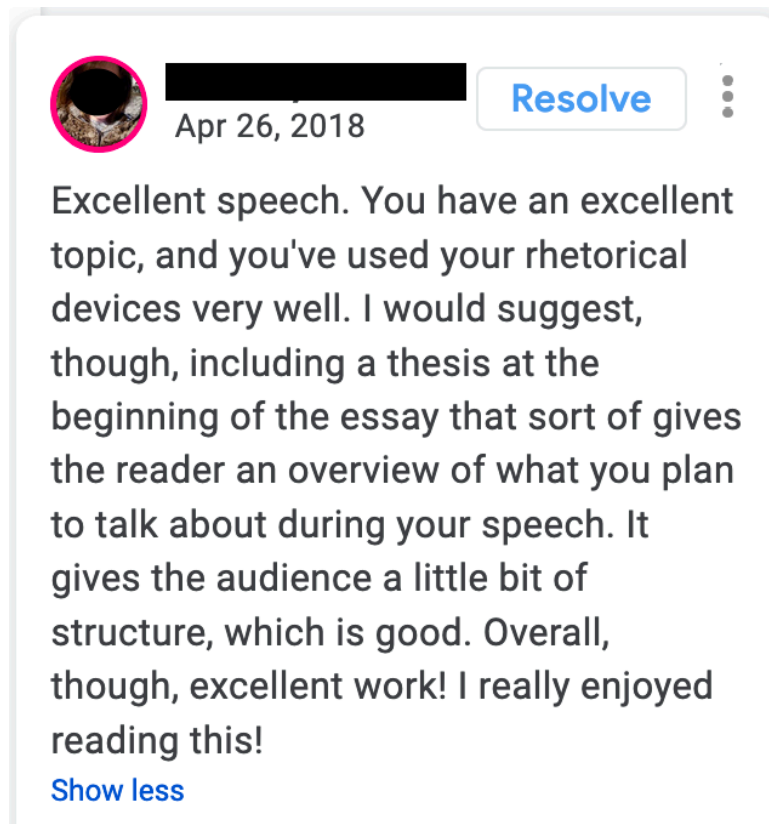 Resolve
Apr 26, 2018
Excellent speech. You have an excellent
topic, and you've used your rhetorical
devices very well. I would suggest,
though, including a thesis at the
beginning of the essay that sort of gives
the reader an overview of what you plan
to talk about during your speech. It
gives the audience a little bit of
structure, which is good. Overall,
though, excellent work! I really enjoyed
reading this!
Show less